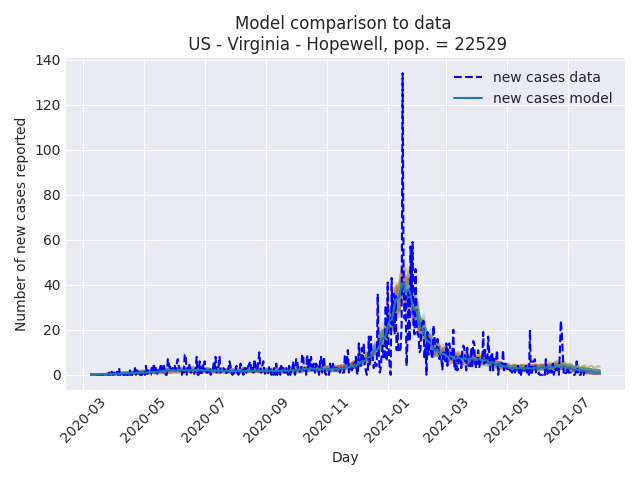 Model comparison to data
US - Virginia - Hopewell, pop. = 22529
new cases data
new cases model
Number of new cases reported
140
120
100
80
60
40
20
0
2020-03
2020-05
2020-07
2020-09
2020-11
2021-01
2021-03
2021-05
2021-07
Day